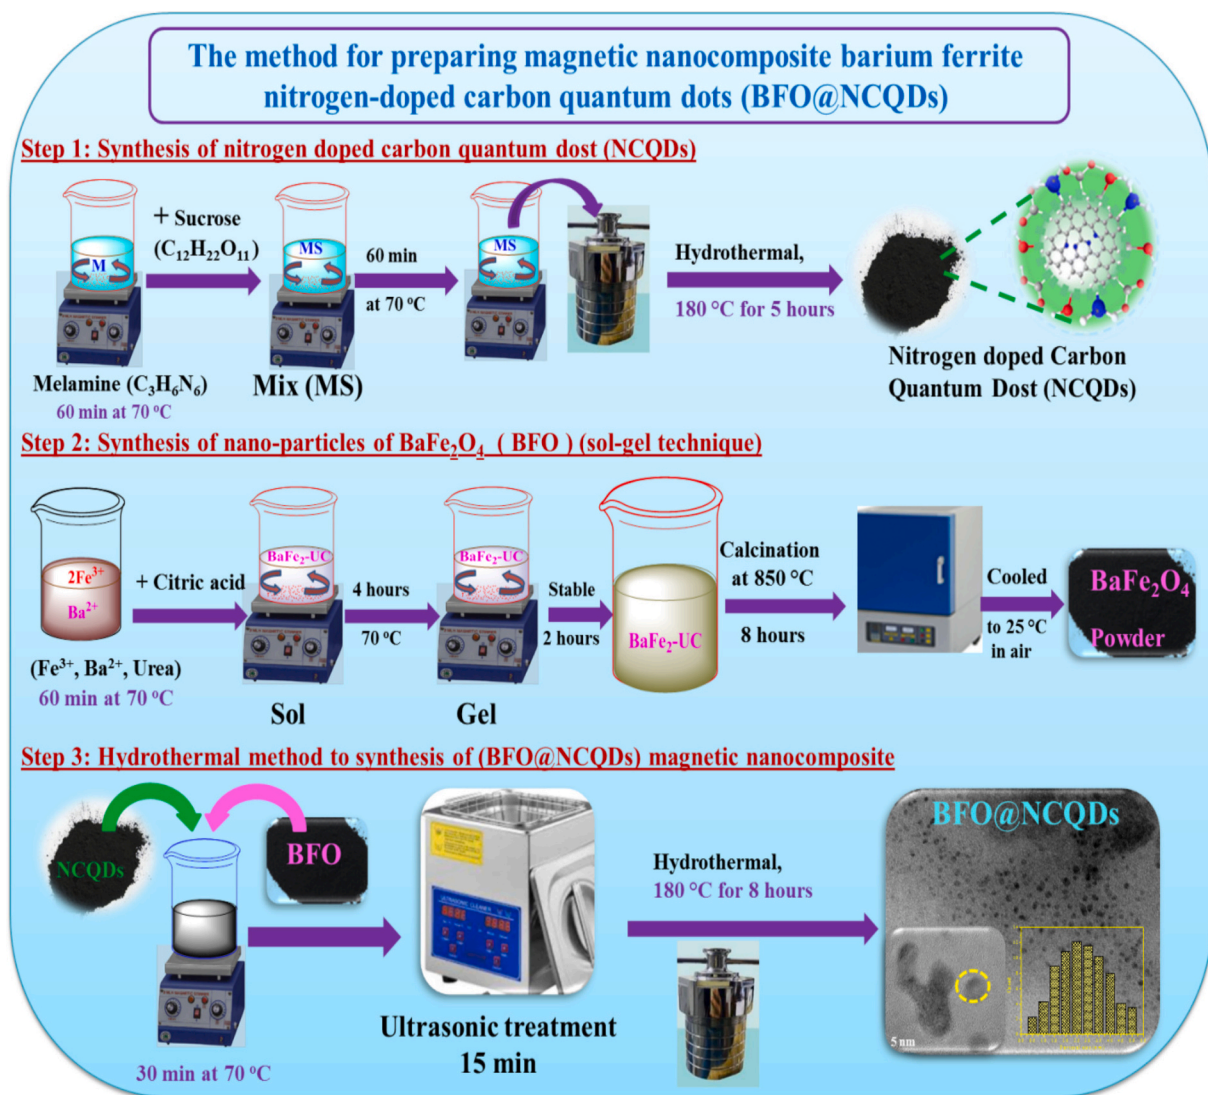 The method for preparing magnetic nanocomposite barium ferrite
nitrogen-doped carbon quantum dots (BFO@NCQDs)
Step 1: Synthesis of nitrogen doped carbon quantum dost (NCQDs)
M
+ Sucrose
(C₁₂H₂₂O₁₁)
MS
60 min
at 70 °C
MS
Hydrothermal,
180 °C for 5 hours
Melamine (C₃H₆N₆)
60 min at 70 °C
Mix (MS)
Nitrogen doped Carbon
Quantum Dost (NCQDs)
Step 2: Synthesis of nano-particles of BaFe₂O₄ ( BFO ) (sol-gel technique)
2Fe³⁺
Ba²⁺
+ Citric acid
BaFe₂-UC
4 hours
70 °C
BaFe₂-UC
Stable
2 hours
BaFe₂-UC
Calcination
at 850 °C
8 hours
Cooled
to 25 °C
in air
BaFe₂O₄
Powder
(Fe³⁺, Ba²⁺, Urea)
60 min at 70 °C
Sol
Gel
Step 3: Hydrothermal method to synthesis of (BFO@NCQDs) magnetic nanocomposite
NCQDs
BFO
30 min at 70 °C
ULTRASONIC CLEANER
Ultrasonic treatment
15 min
Hydrothermal,
180 °C for 8 hours
BFO@NCQDs
5 nm